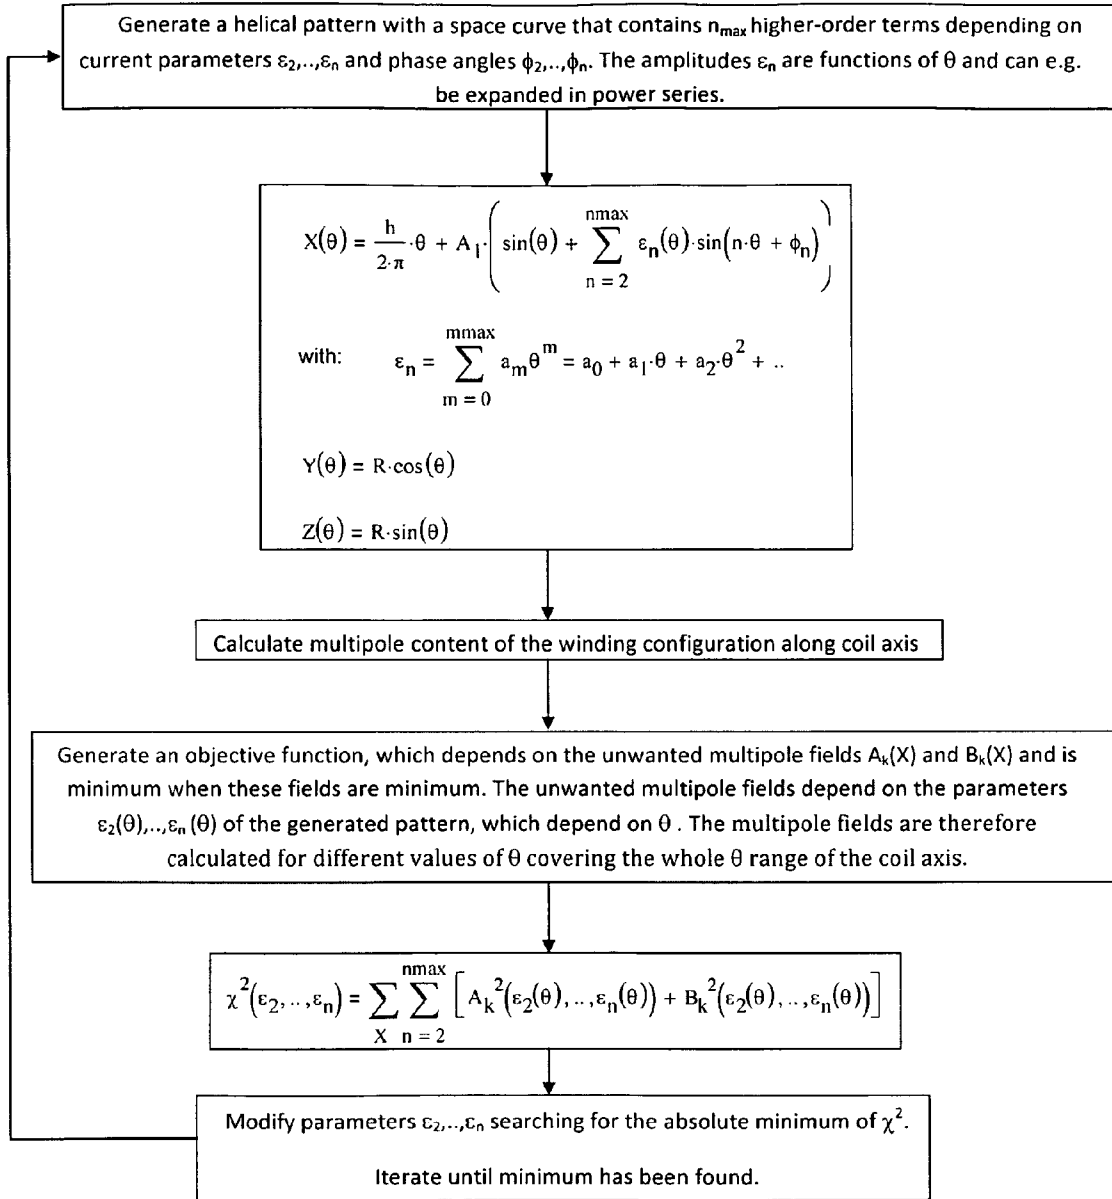 Generate a helical pattern with a space curve that contains nmax higher-order terms depending on
current parameters ε2,..,εn and phase angles ϕ2,..,ϕn. The amplitudes εn are functions of θ and can e.g.
be expanded in power series.
X(θ) = h/(2·π)·θ + A1·( sin(θ) + ∑_{n = 2}^{nmax} εn(θ)·sin(n·θ + ϕn) )
with: εn = ∑_{m = 0}^{mmax} a_m θ^m = a0 + a1·θ + a2·θ^2 + ..
Y(θ) = R·cos(θ)
Z(θ) = R·sin(θ)
Calculate multipole content of the winding configuration along coil axis
Generate an objective function, which depends on the unwanted multipole fields Ak(X) and Bk(X) and is
minimum when these fields are minimum. The unwanted multipole fields depend on the parameters
ε2(θ),..,εn (θ) of the generated pattern, which depend on θ . The multipole fields are therefore
calculated for different values of θ covering the whole θ range of the coil axis.
χ^2(ε2,..,εn) = ∑_{X} ∑_{n = 2}^{nmax} [Ak^2(ε2(θ),..,εn(θ)) + Bk^2(ε2(θ),..,εn(θ))]
Modify parameters ε2,..,εn searching for the absolute minimum of χ^2.
Iterate until minimum has been found.